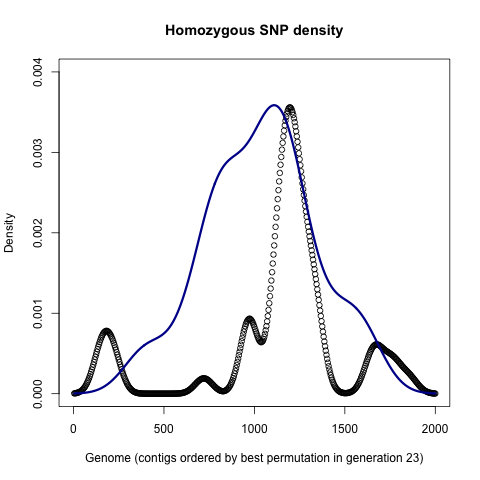 Homozygous SNP density
Density
0.004
0.003
0.002
0.001
0.000
0 500 1000 1500 2000
Genome (contigs ordered by best permutation in generation 23)